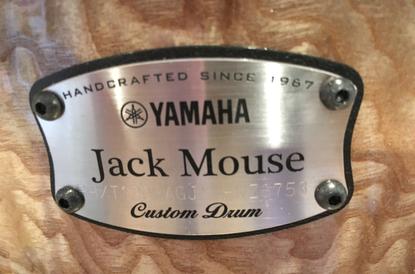 HANDCRAFTED SINCE 1967
YAMAHA
Jack Mouse
Custom Drum